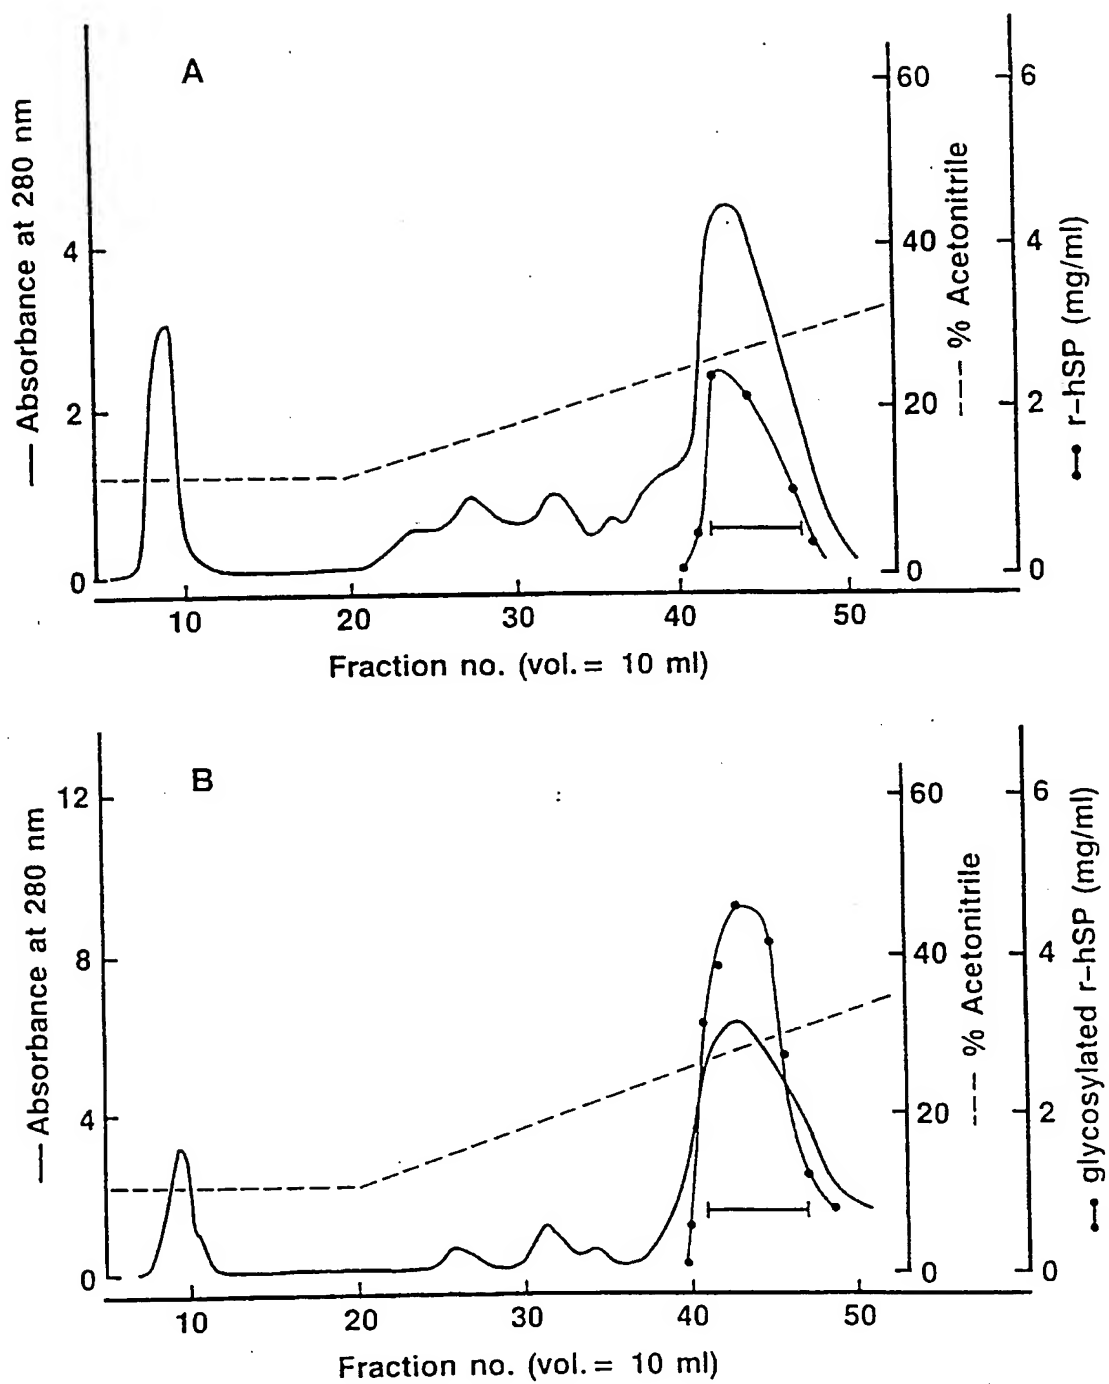 A
— Absorbance at 280 nm
4
2
0
60
40
20
0
---- % Acetonitrile
6
4
2
0
•—• r–hSP (mg/ml)
10 20 30 40 50
Fraction no. (vol. = 10 ml)
B
— Absorbance at 280 nm
12
8
4
0
60
40
20
0
---- % Acetonitrile
6
4
2
0
•—• glycosylated r–hSP (mg/ml)
10 20 30 40 50
Fraction no. (vol. = 10 ml)